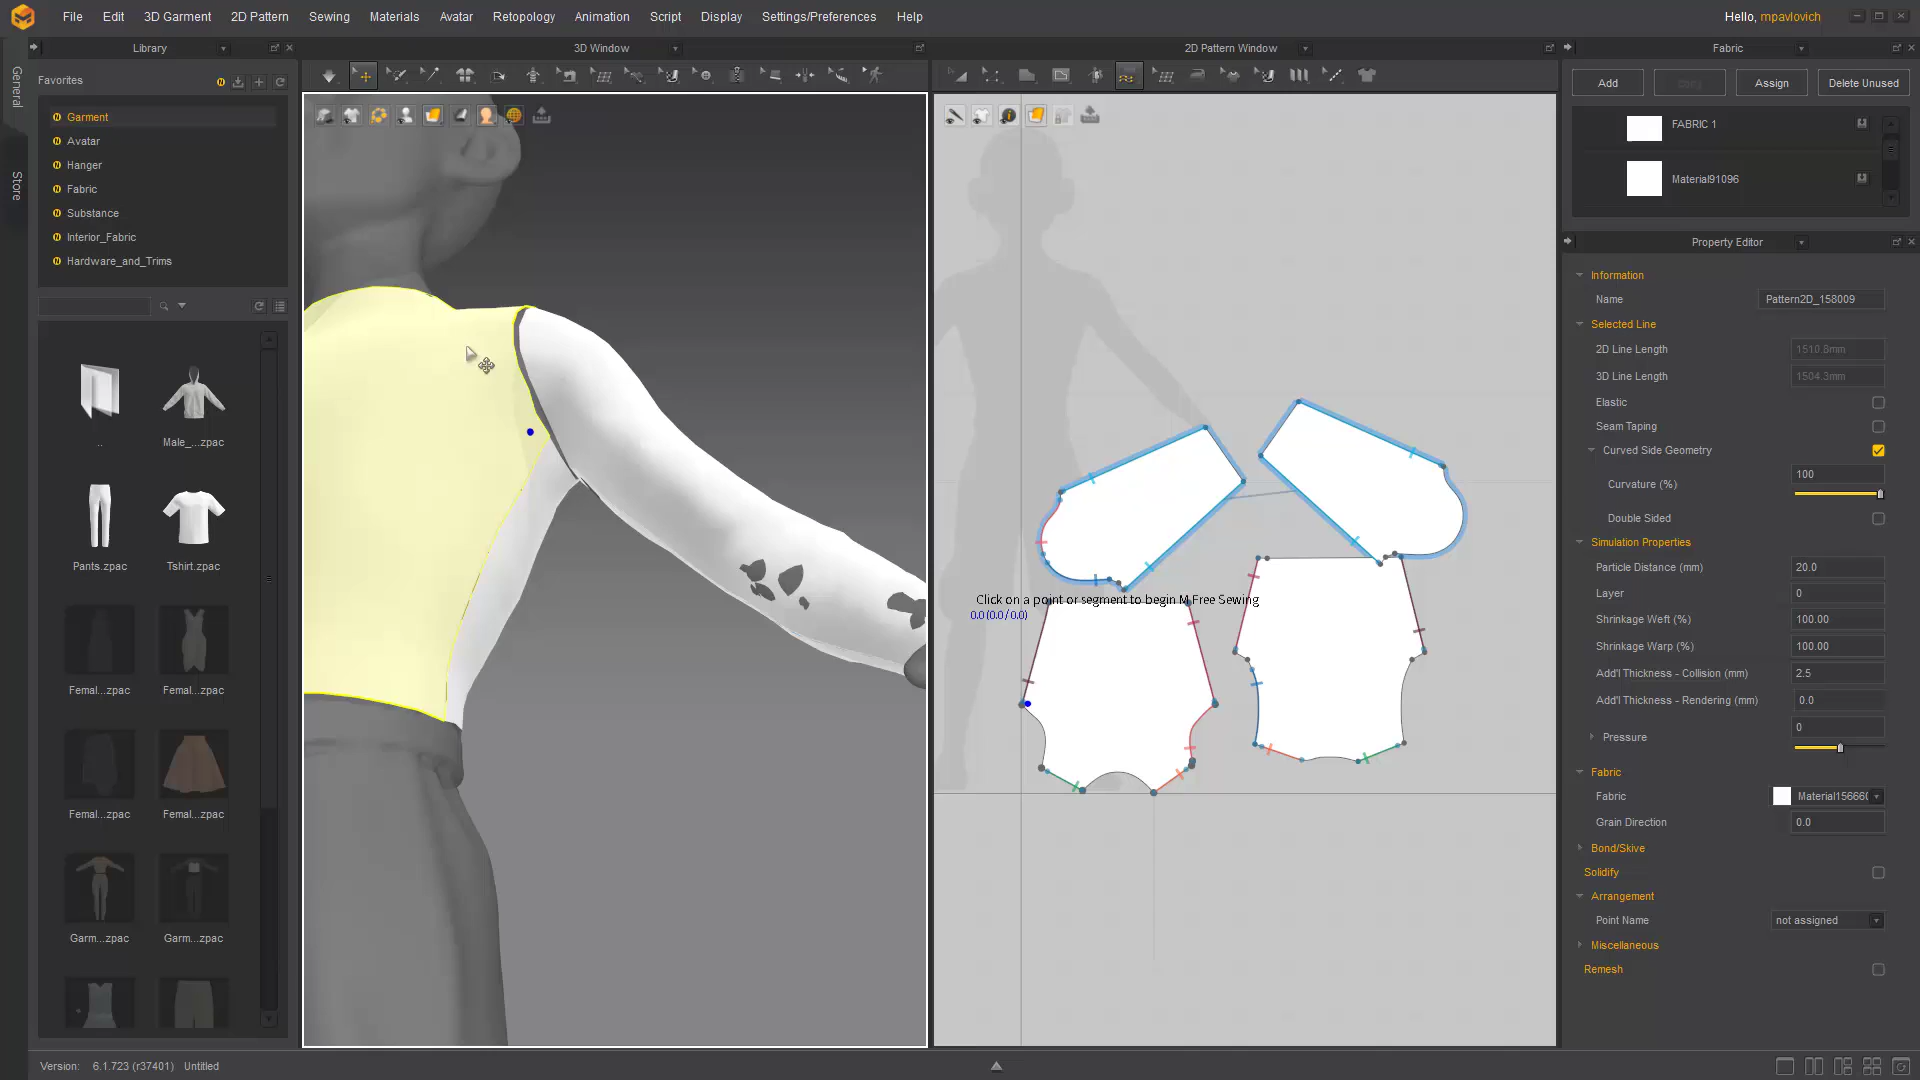 File Edit 3D Garment 2D Pattern Sewing Materials Avatar Retopology Animation Script Display Settings/Preferences Help
Hello, mpavlovich
Library
3D Window
2D Pattern Window
Fabric
General
Store
Favorites
Garment
Avatar
Hanger
Fabric
Substance
Interior_Fabric
Hardware_and_Trims
..
Male_...zpac
Pants.zpac
Tshirt.zpac
Femal...zpac
Femal...zpac
Femal...zpac
Femal...zpac
Garm...zpac
Garm...zpac
Click on a point or segment to begin M:Free Sewing
0.0 (0.0 / 0.0)
Add
Copy
Assign
Delete Unused
FABRIC 1
Material91096
Property Editor
Information
Name Pattern2D_158009
Selected Line
2D Line Length 1510.8mm
3D Line Length 1504.3mm
Elastic
Seam Taping
Curved Side Geometry
Curvature (%) 100
Double Sided
Simulation Properties
Particle Distance (mm) 20.0
Layer 0
Shrinkage Weft (%) 100.00
Shrinkage Warp (%) 100.00
Add'l Thickness - Collision (mm) 2.5
Add'l Thickness - Rendering (mm) 0.0
Pressure 0
Fabric
Fabric Material15666
Grain Direction 0.0
Bond/Skive
Solidify
Arrangement
Point Name not assigned
Miscellaneous
Remesh
Version: 6.1.723 (r37401) Untitled